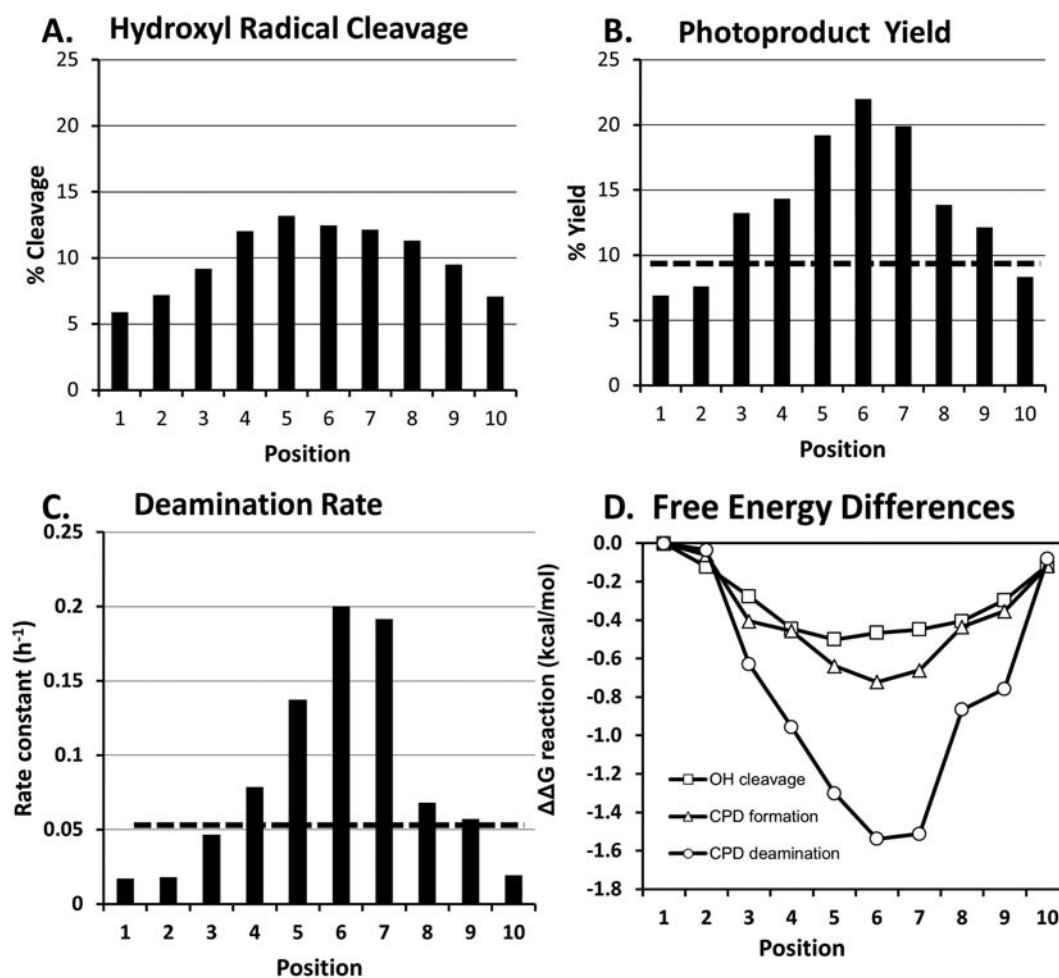 A. Hydroxyl Radical Cleavage
25
20
15
10
5
0
% Cleavage
1 2 3 4 5 6 7 8 9 10
Position
B. Photoproduct Yield
25
20
15
10
5
0
% Yield
1 2 3 4 5 6 7 8 9 10
Position
C. Deamination Rate
0.25
0.2
0.15
0.1
0.05
0
Rate constant (h⁻¹)
1 2 3 4 5 6 7 8 9 10
Position
D. Free Energy Differences
0.0
-0.2
-0.4
-0.6
-0.8
-1.0
-1.2
-1.4
-1.6
-1.8
ΔΔG reaction (kcal/mol)
OH cleavage
CPD formation
CPD deamination
1 2 3 4 5 6 7 8 9 10
Position